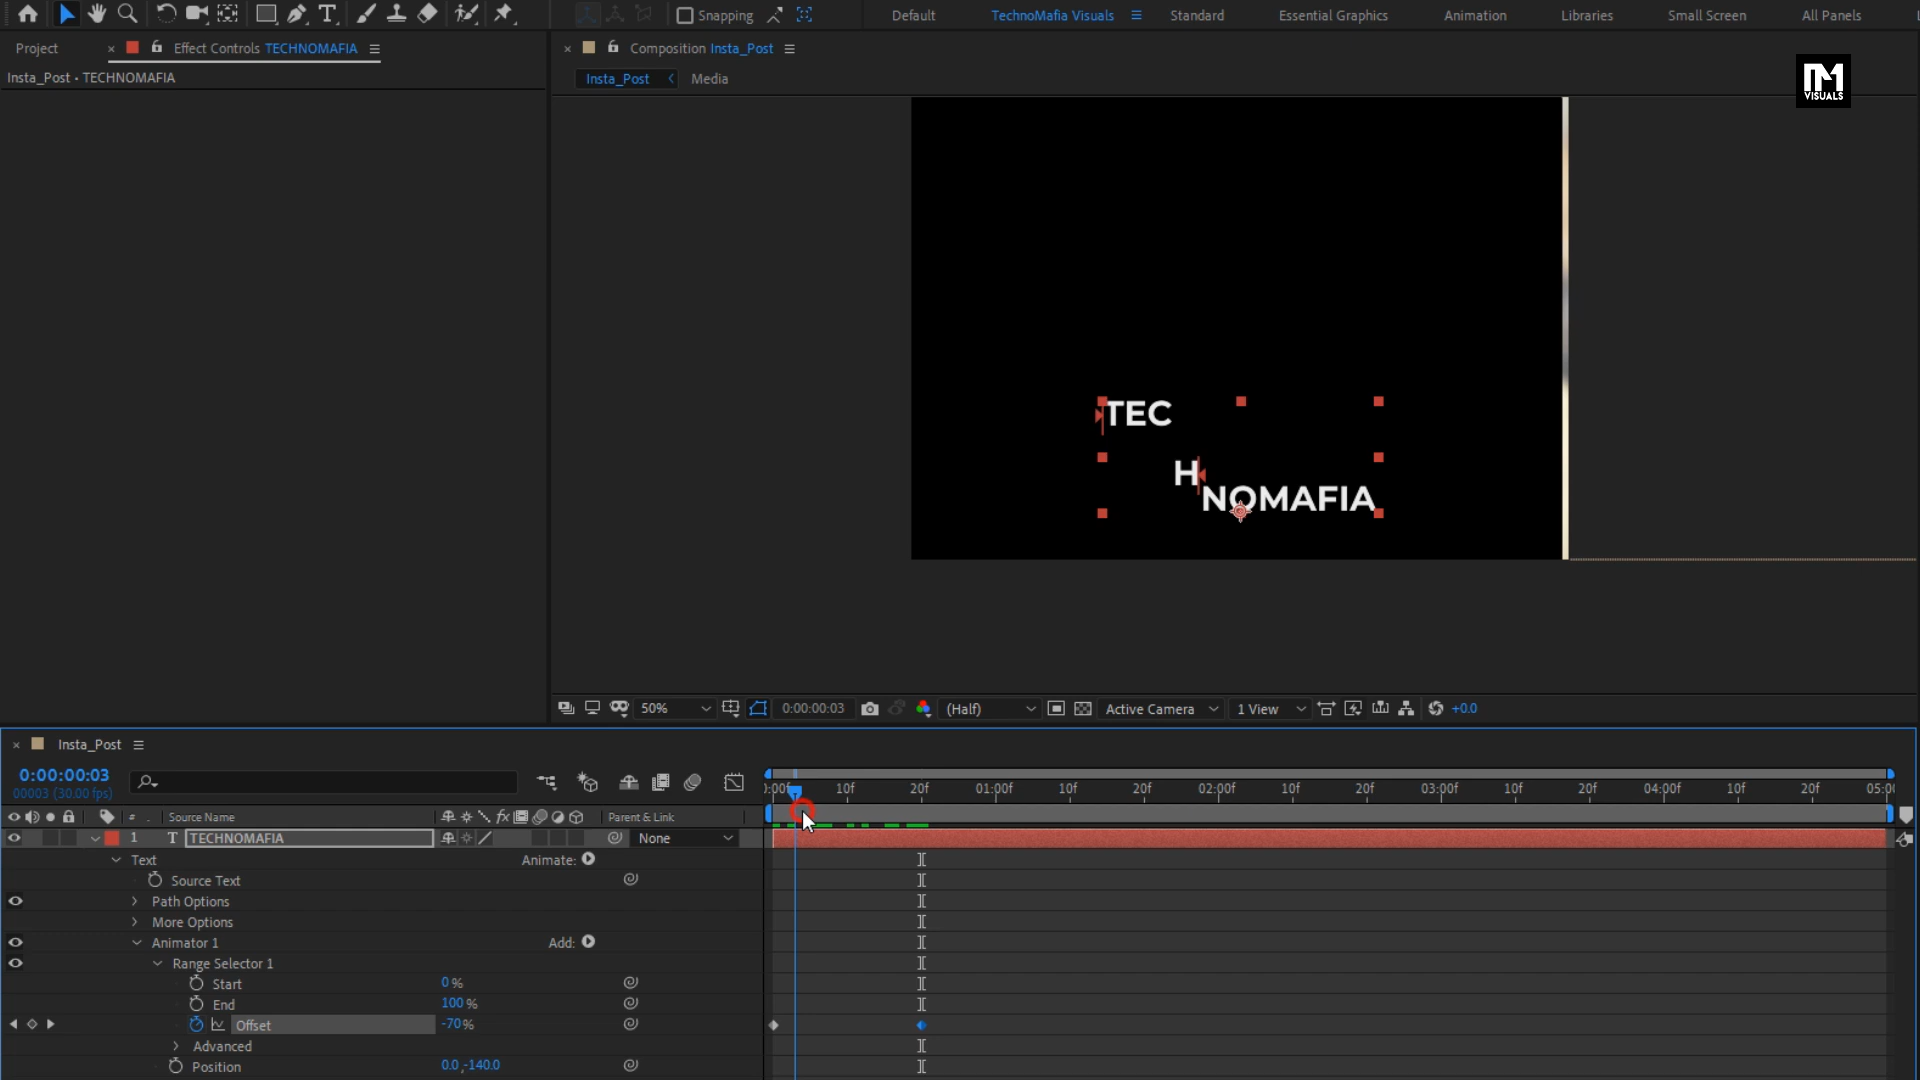 Snapping
Default
TechnoMafia Visuals
Standard
Essential Graphics
Animation
Libraries
Small Screen
All Panels
Project
Effect Controls TECHNOMAFIA
Composition Insta_Post
Insta_Post • TECHNOMAFIA
Insta_Post
Media
VISUALS
TEC
H
NOMAFIA
50%
0:00:00:03
(Half)
Active Camera
1 View
+0.0
Insta_Post
0:00:00:03
00003 (30.00 fps)
10f
20f
01:00f
10f
20f
02:00f
10f
20f
03:00f
10f
20f
04:00f
10f
20f
# . Source Name
fx
Parent & Link
1 T TECHNOMAFIA
None
Text
Animate:
Source Text
Path Options
More Options
Animator 1
Add:
Range Selector 1
Start
0 %
End
100 %
Offset
-70 %
Advanced
Position
0.0,-140.0